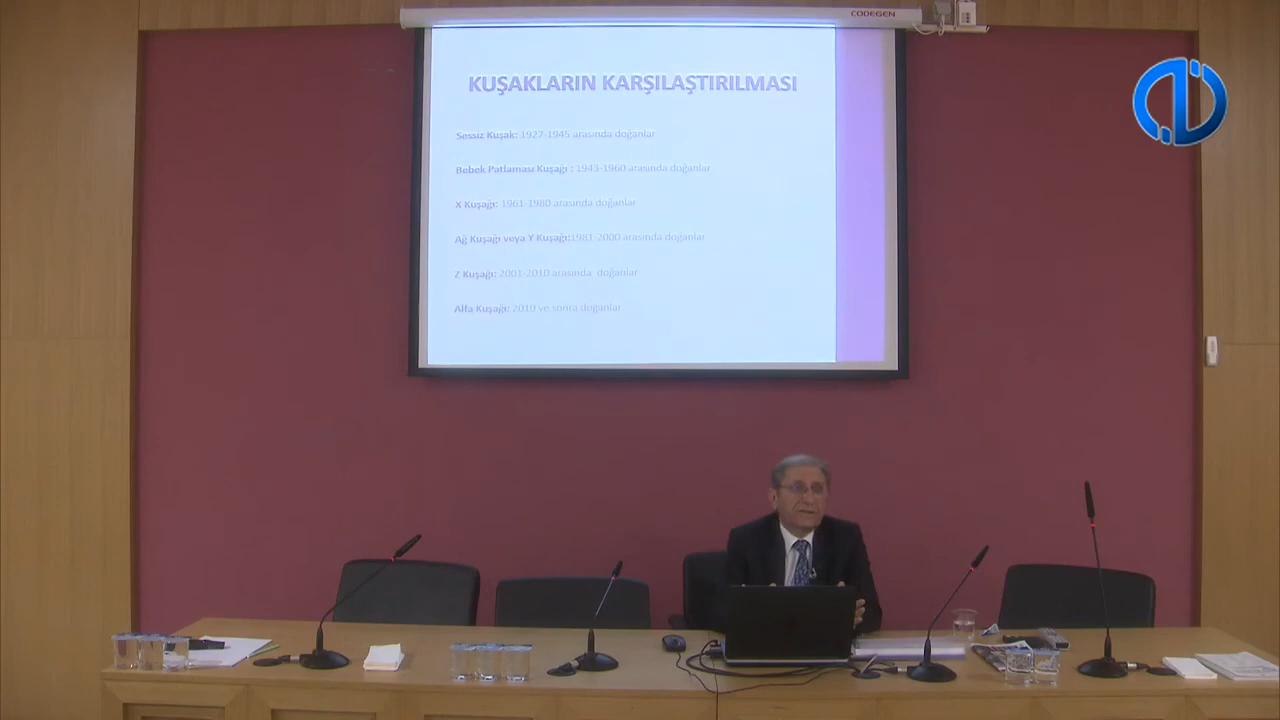 CODEGEN
KUŞAKLARIN KARŞILAŞTIRILMASI
Sessiz Kuşak: 1927-1945 arasında doğanlar
Bebek Patlaması Kuşağı : 1943-1960 arasında doğanlar
X Kuşağı: 1961-1980 arasında doğanlar
Ağ Kuşağı veya Y Kuşağı:1981-2000 arasında doğanlar
Z Kuşağı: 2001-2010 arasında doğanlar
Alfa Kuşağı: 2010 ve sonra doğanlar